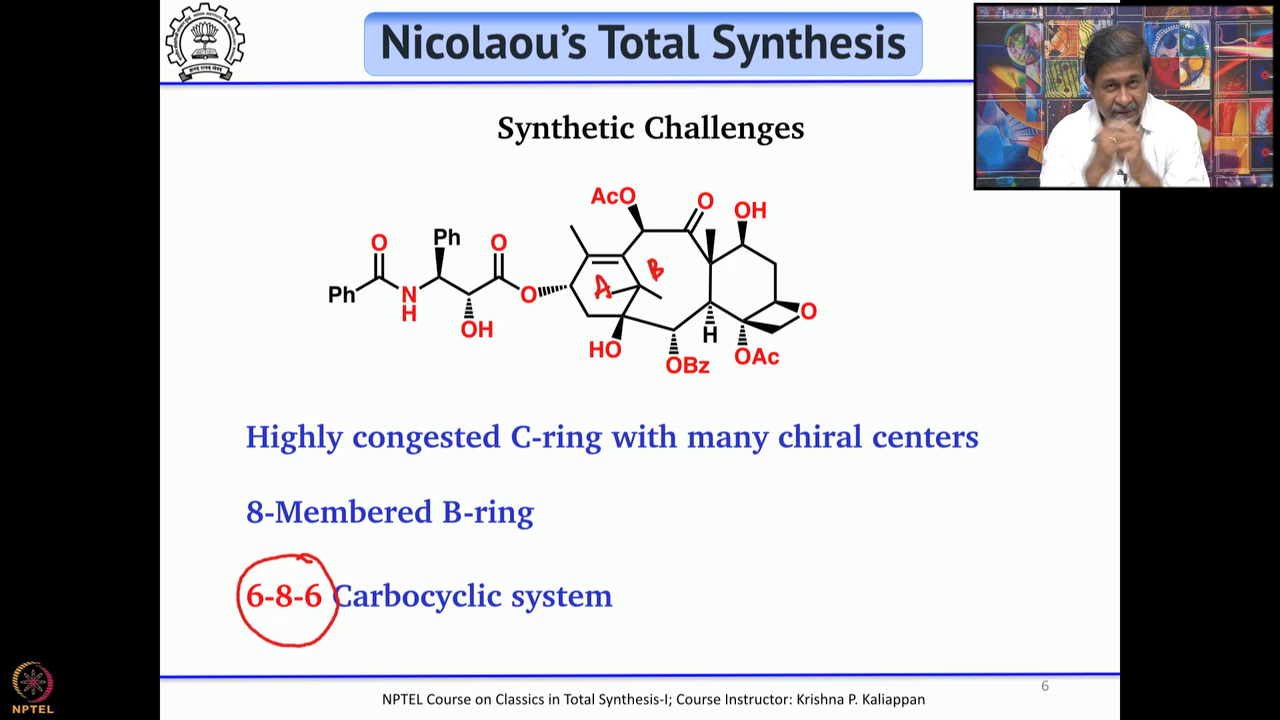 Nicolaou's Total Synthesis
Synthetic Challenges
AcO
O
OH
O
Ph
O
Ph
N
H
OH
O
A
B
HO
OBz
H
OAc
O
Highly congested C-ring with many chiral centers
8-Membered B-ring
6-8-6 Carbocyclic system
6
NPTEL Course on Classics in Total Synthesis-I; Course Instructor: Krishna P. Kaliappan
NPTEL